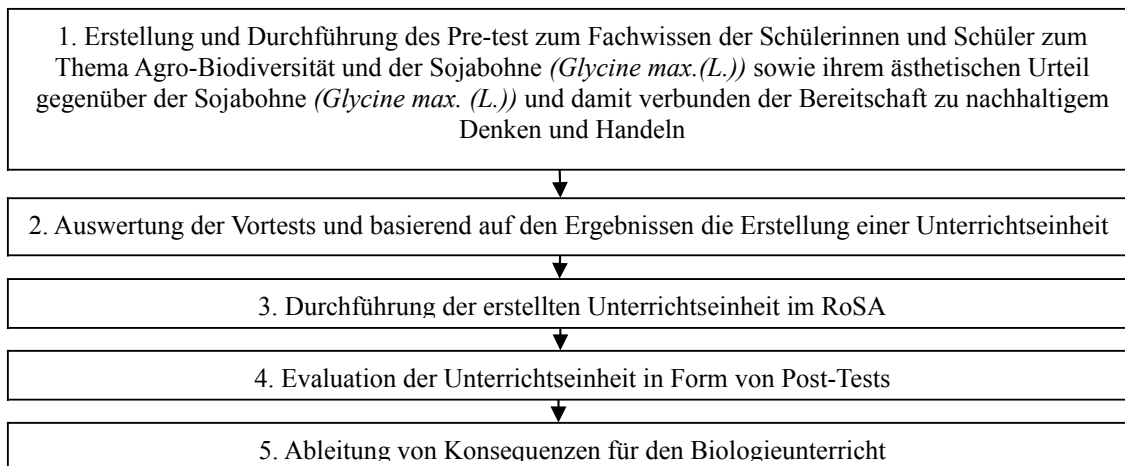 1. Erstellung und Durchführung des Pre-test zum Fachwissen der Schülerinnen und Schüler zum
Thema Agro-Biodiversität und der Sojabohne (Glycine max.(L.)) sowie ihrem ästhetischen Urteil
gegenüber der Sojabohne (Glycine max. (L.)) und damit verbunden der Bereitschaft zu nachhaltigem
Denken und Handeln
2. Auswertung der Vortests und basierend auf den Ergebnissen die Erstellung einer Unterrichtseinheit
3. Durchführung der erstellten Unterrichtseinheit im RoSA
4. Evaluation der Unterrichtseinheit in Form von Post-Tests
5. Ableitung von Konsequenzen für den Biologieunterricht